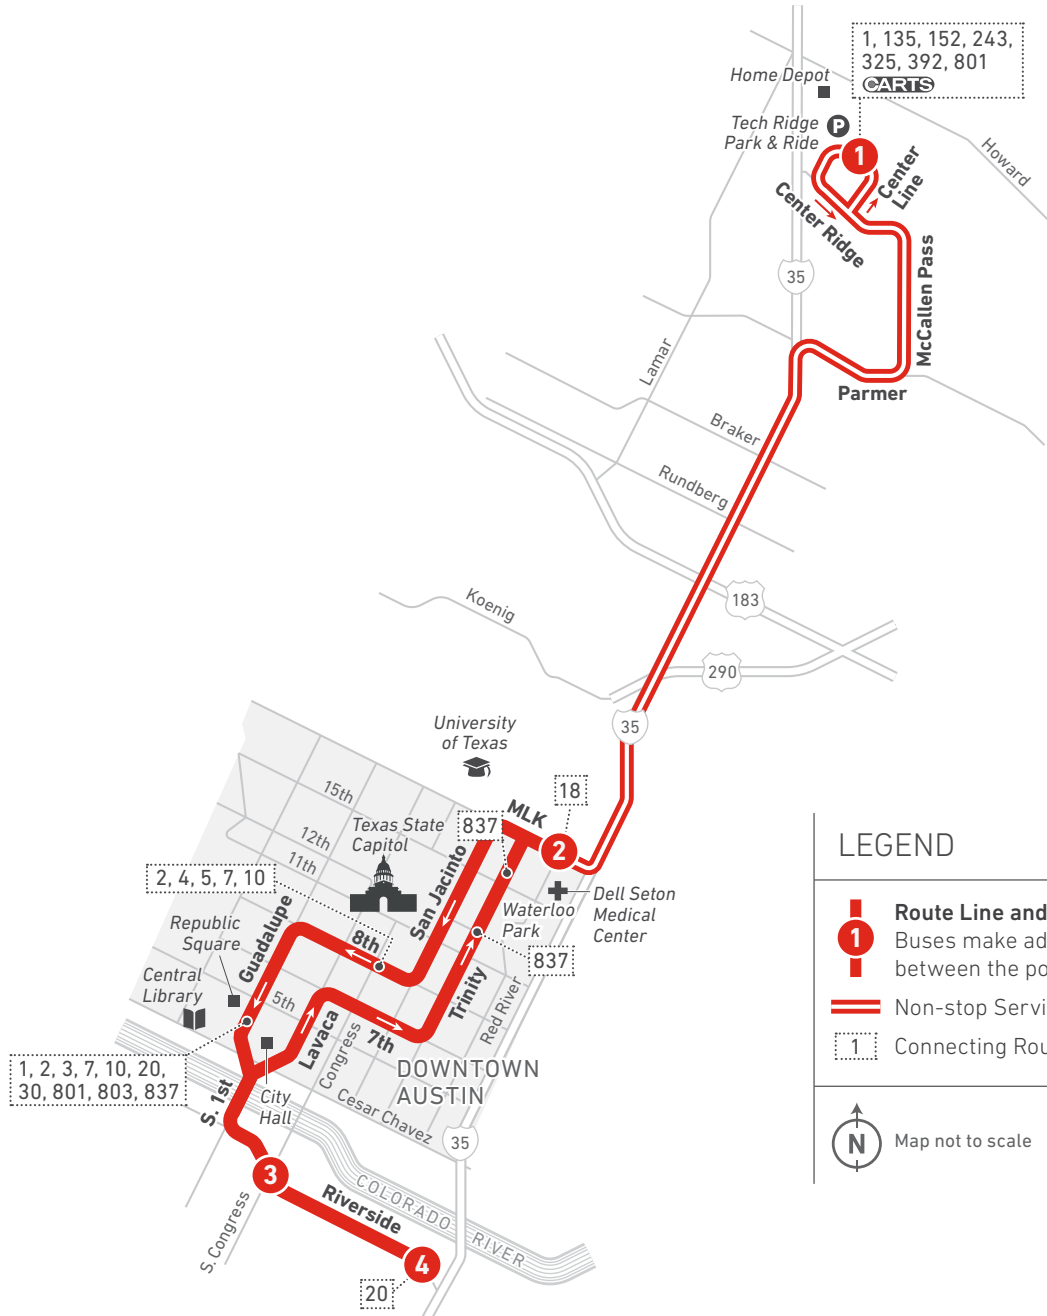 1, 135, 152, 243,
325, 392, 801
CARTS
Home Depot
Tech Ridge
Park & Ride
P
1
Howard
Center
Line
Center Ridge
McCallen Pass
35
Lamar
Parmer
Braker
Rundberg
183
Koenig
290
35
University
of Texas
18
15th
MLK
837
12th
Texas State
Capitol
11th
2
2, 4, 5, 7, 10
San Jacinto
Dell Seton
Medical
Center
Waterloo
Park
Republic
Square
Guadalupe
8th
837
Central
Library
5th
Trinity
Red River
Lavaca
Congress
7th
1, 2, 3, 7, 10, 20,
30, 801, 803, 837
DOWNTOWN
AUSTIN
S. 1st
City
Hall
Cesar Chavez
35
3
Riverside
COLORADO RIVER
S. Congress
4
20
LEGEND
Route Line and
1
Buses make ad
between the po
Non-stop Servi
1
Connecting Rou
N
Map not to scale